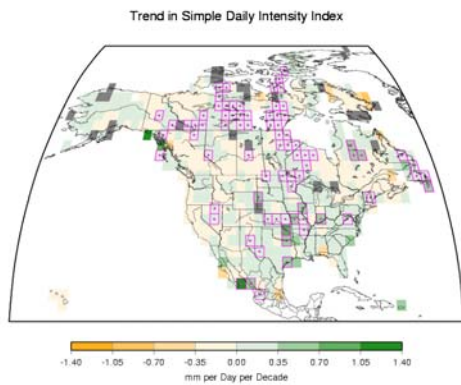 Trend in Simple Daily Intensity Index
-1.40 -1.05 -0.70 -0.35 0.00 0.35 0.70 1.05 1.40
mm per Day per Decade